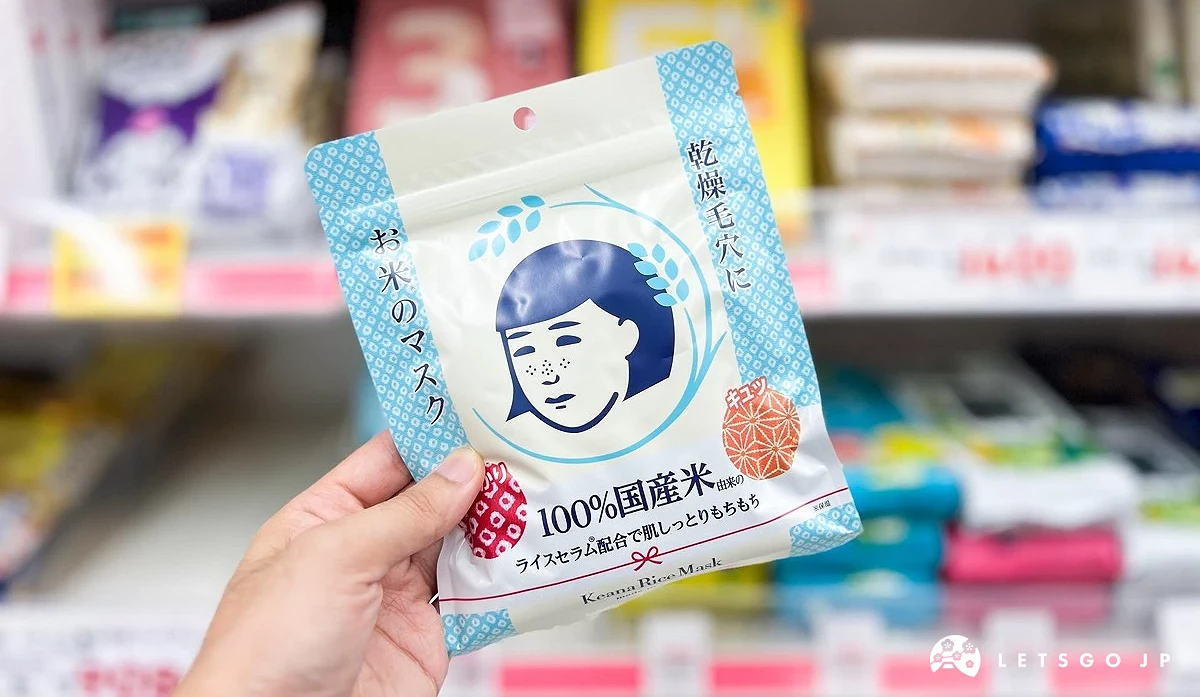 乾燥毛穴に
お米のマスク
キュッ
100%国産米由来の
ライスセラム®配合で肌しっとりもちもち
※保湿
Keana Rice Mask
LETSGO JP